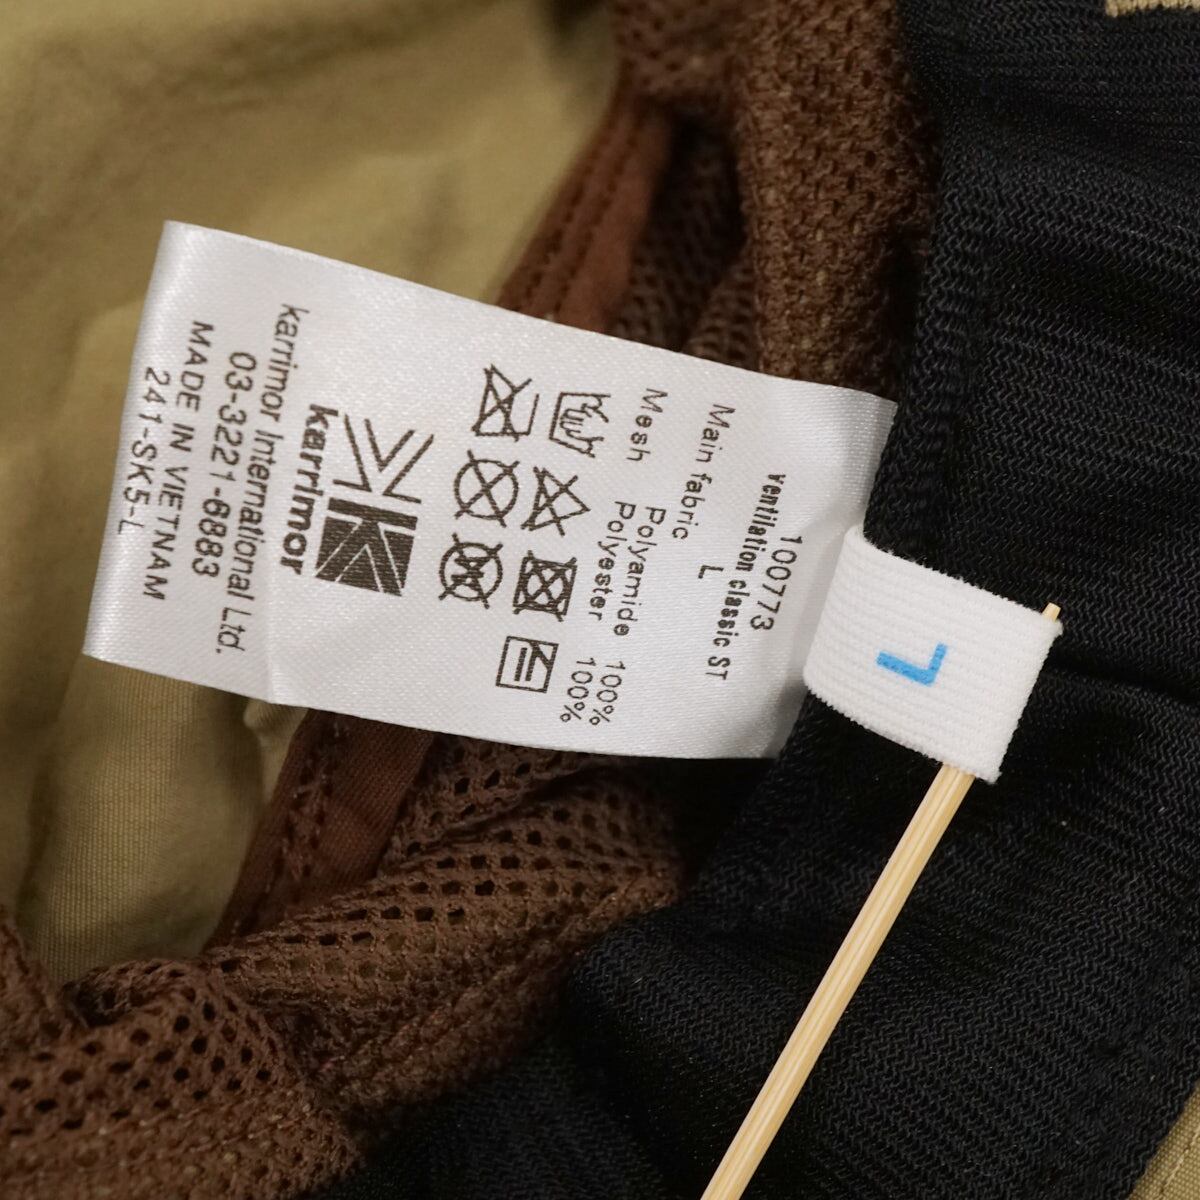 100773
ventilation classic ST
L
Main fabric
Polyamide 100%
Mesh Polyester 100%
karrimor
karrimor International Ltd.
03-3221-6883
MADE IN VIETNAM
241-SK5-L
L